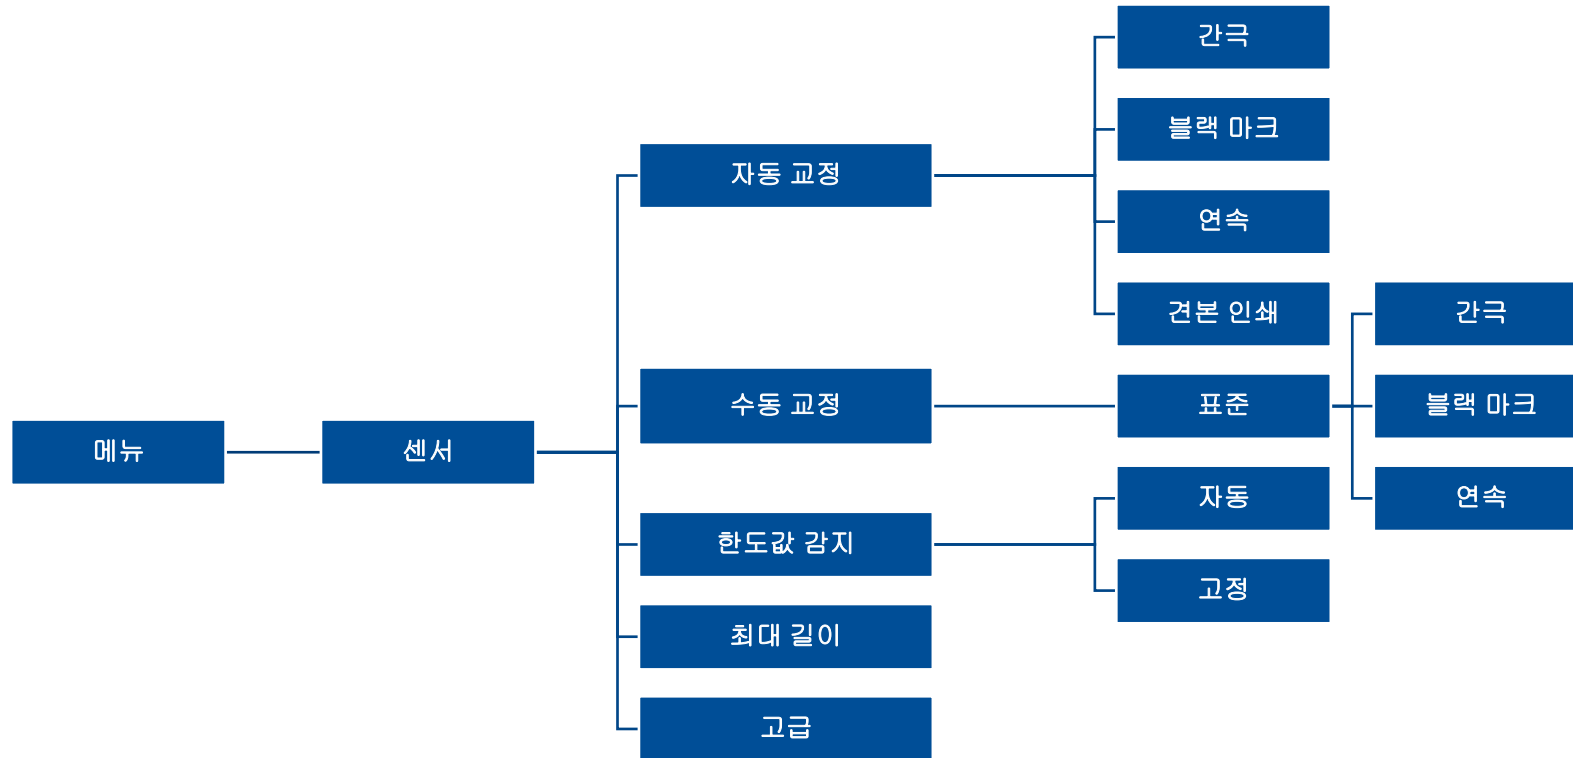 메뉴
센서
자동 교정
간극
블랙 마크
연속
견본 인쇄
수동 교정
표준
간극
블랙 마크
연속
한도값 감지
자동
고정
최대 길이
고급